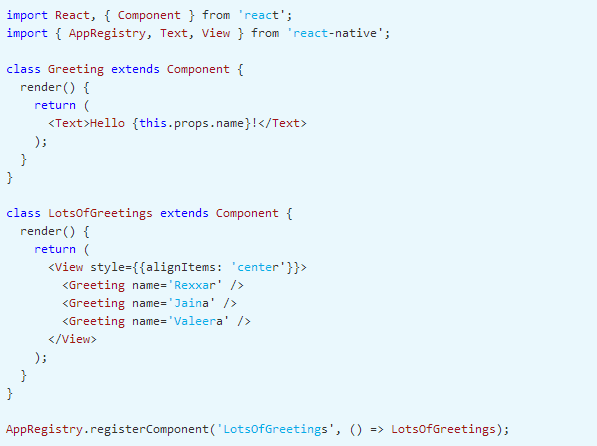 import React, { Component } from 'react';
import { AppRegistry, Text, View } from 'react-native';

class Greeting extends Component {
  render() {
    return (
      <Text>Hello {this.props.name}!</Text>
    );
  }
}

class LotsOfGreetings extends Component {
  render() {
    return (
      <View style={{alignItems: 'center'}}>
        <Greeting name='Rexxar' />
        <Greeting name='Jaina' />
        <Greeting name='Valeera' />
      </View>
    );
  }
}

AppRegistry.registerComponent('LotsOfGreetings', () => LotsOfGreetings);